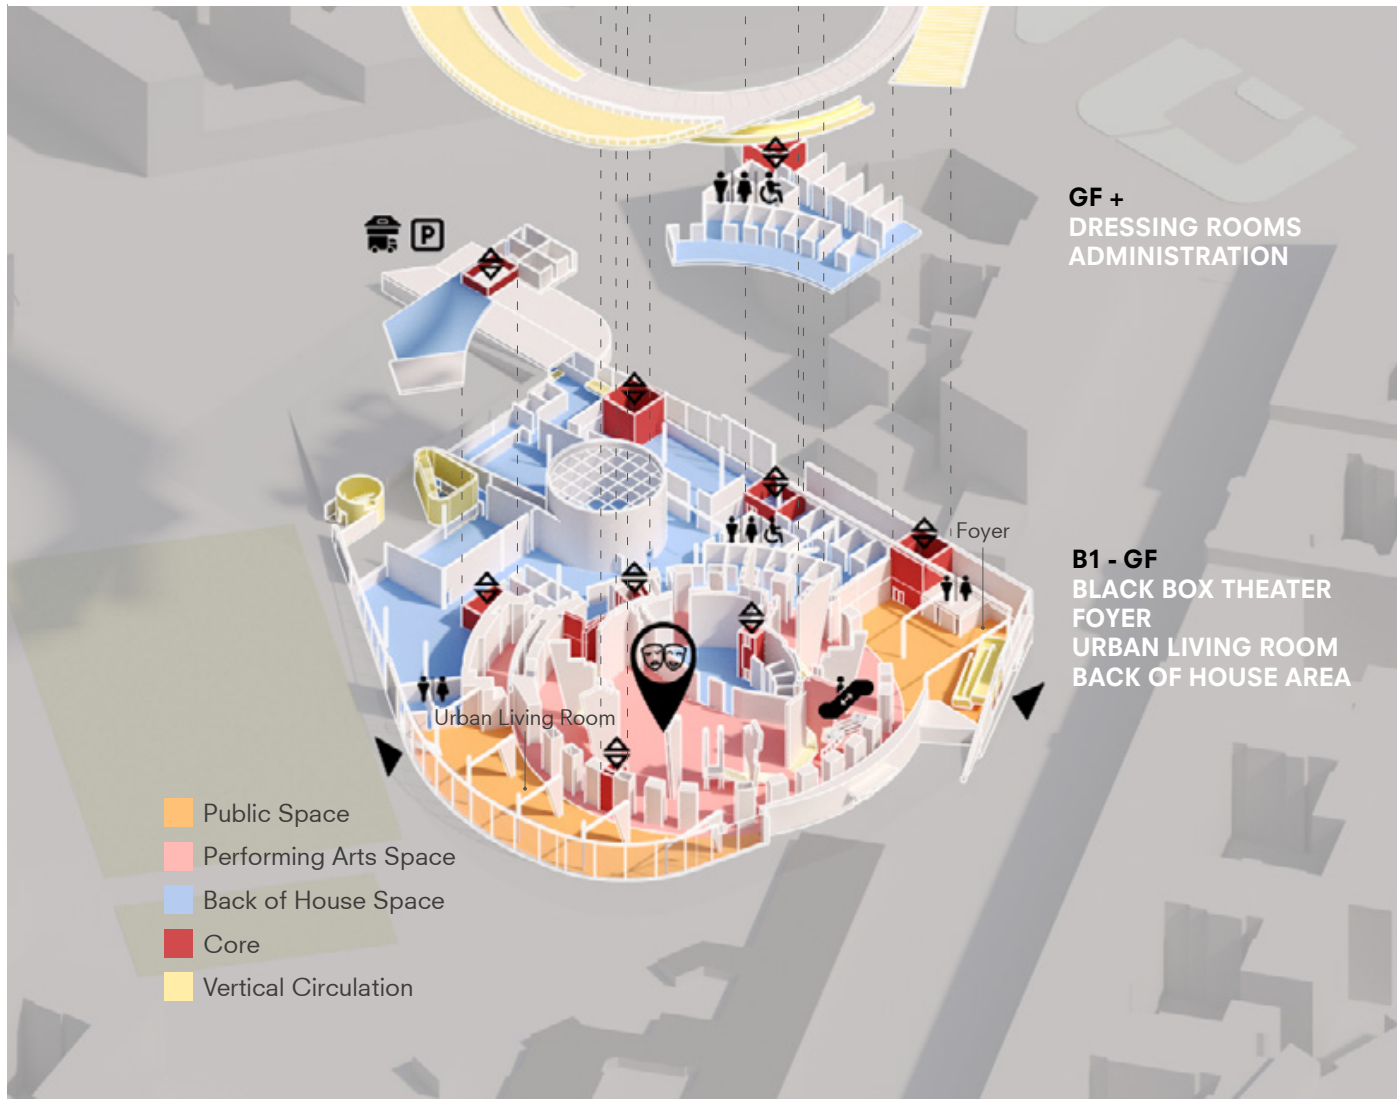 P
GF +
DRESSING ROOMS
ADMINISTRATION
Foyer
B1 - GF
BLACK BOX THEATER
FOYER
URBAN LIVING ROOM
BACK OF HOUSE AREA
Urban Living Room
Public Space
Performing Arts Space
Back of House Space
Core
Vertical Circulation